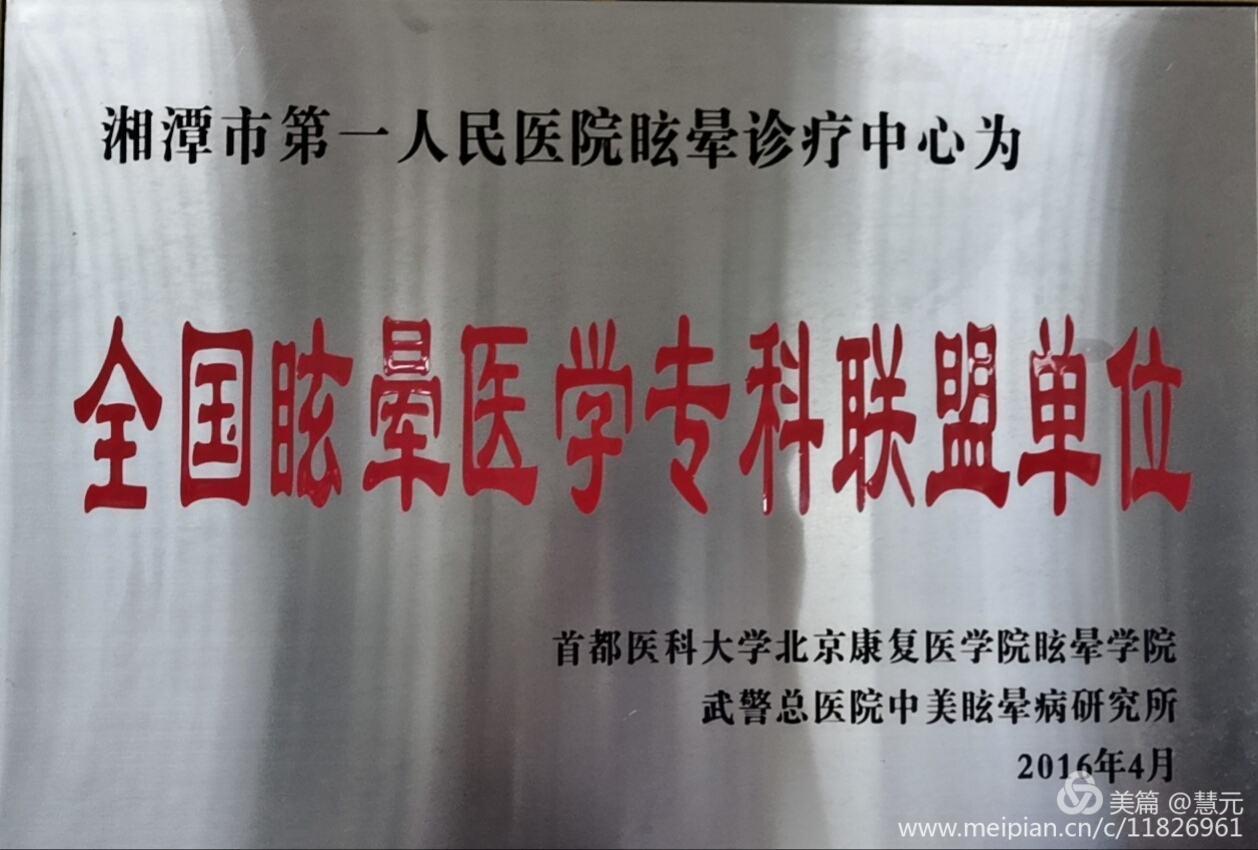 湘潭市第一人民医院眩晕诊疗中心为
全国眩晕医学专科联盟单位
首都医科大学北京康复医学院眩晕学院
武警总医院中美眩晕病研究所
2016年4月
美篇 @慧元
www.meipian.cn/c/11826961